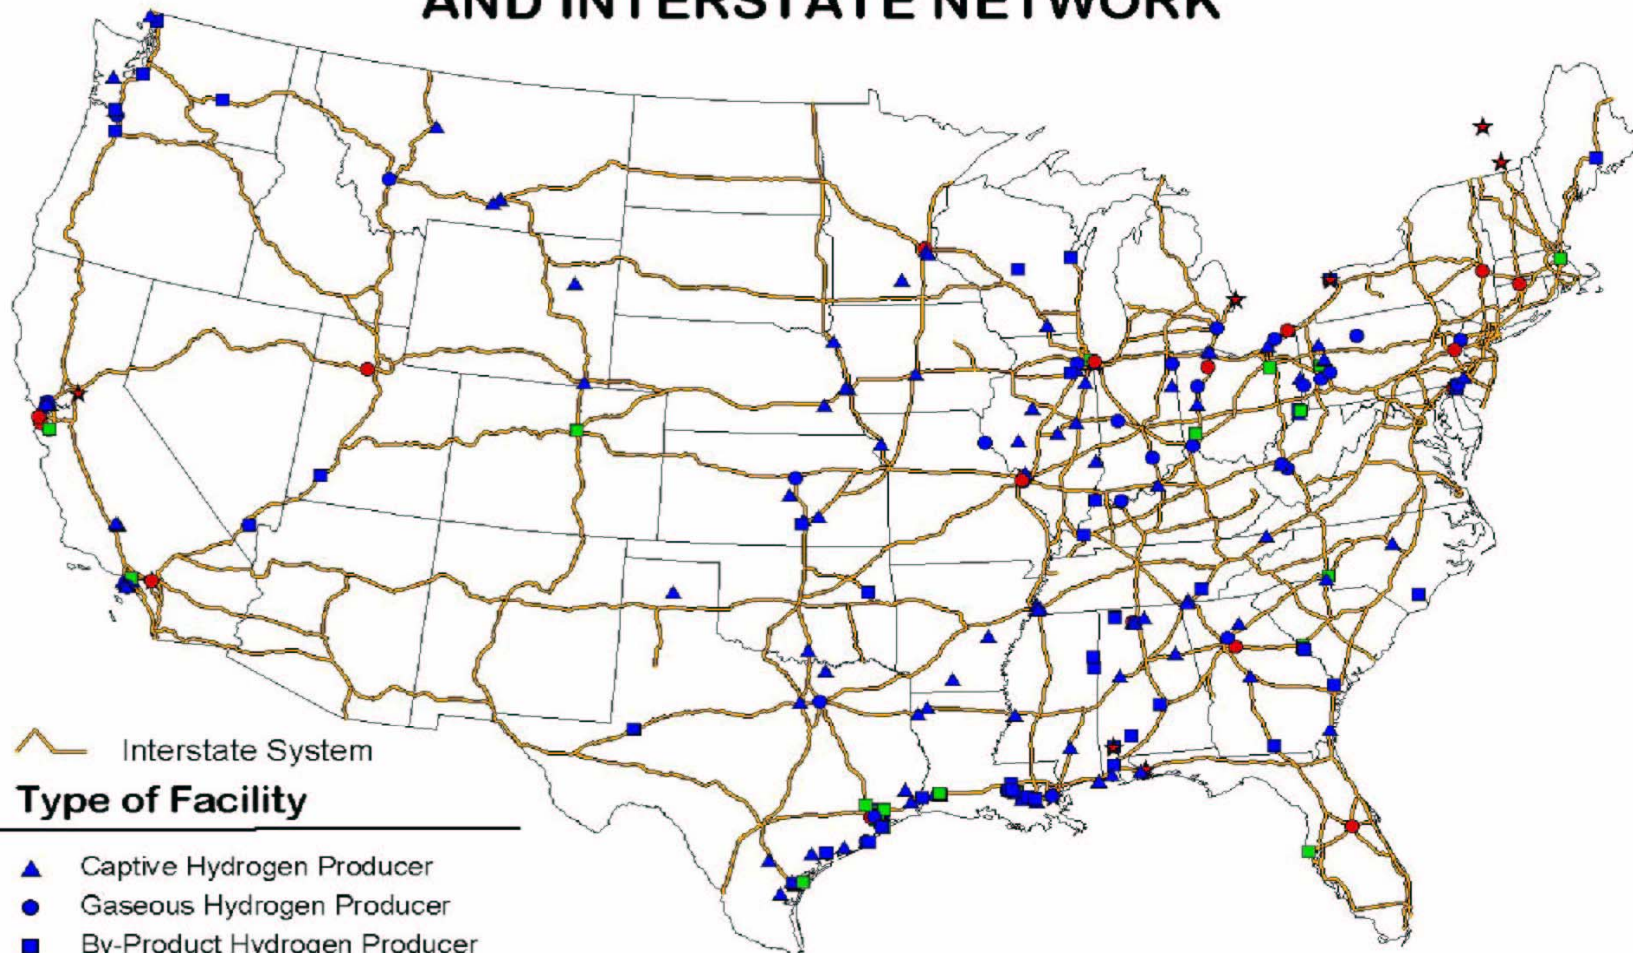 AND INTERSTATE NETWORK
Interstate System
Type of Facility
Captive Hydrogen Producer
Gaseous Hydrogen Producer
By-Product Hydrogen Producer